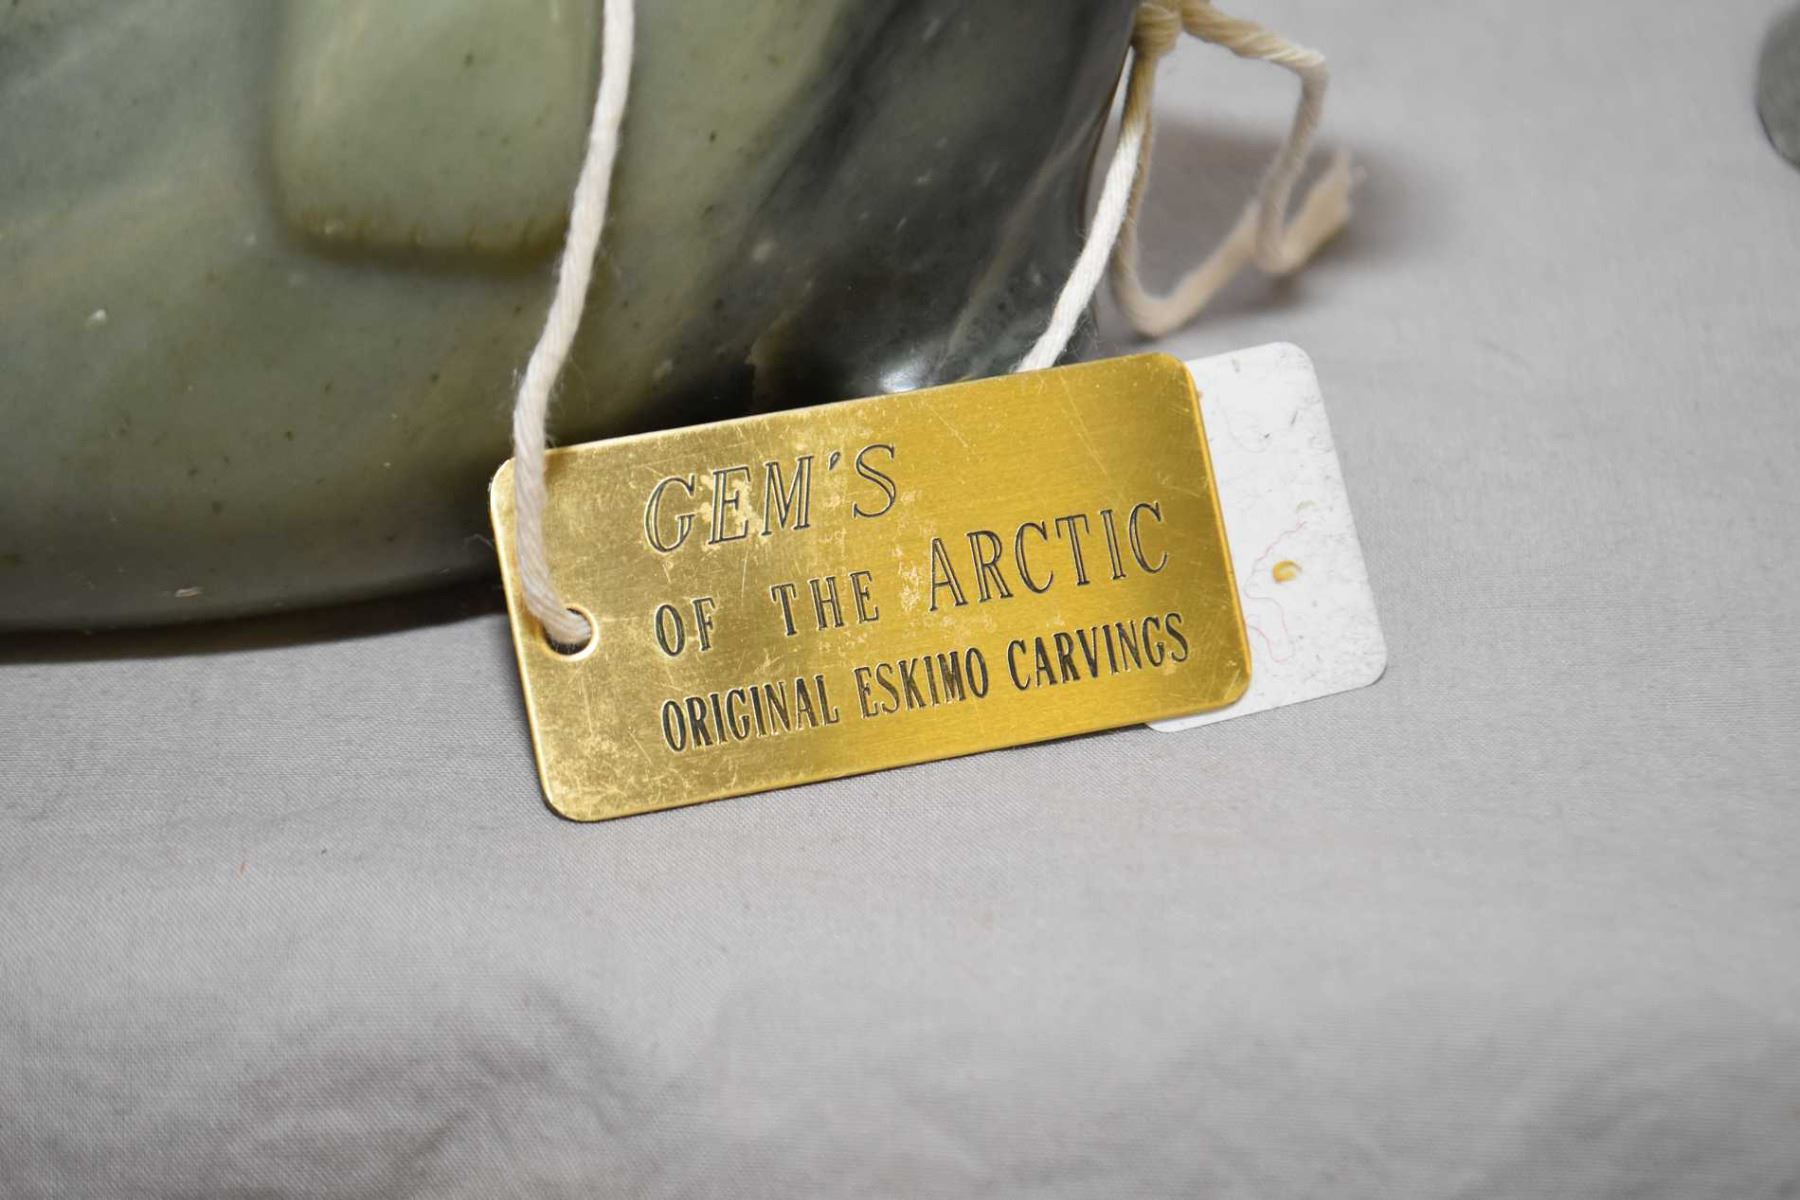 GEM'S
OF THE ARCTIC
ORIGINAL ESKIMO CARVINGS